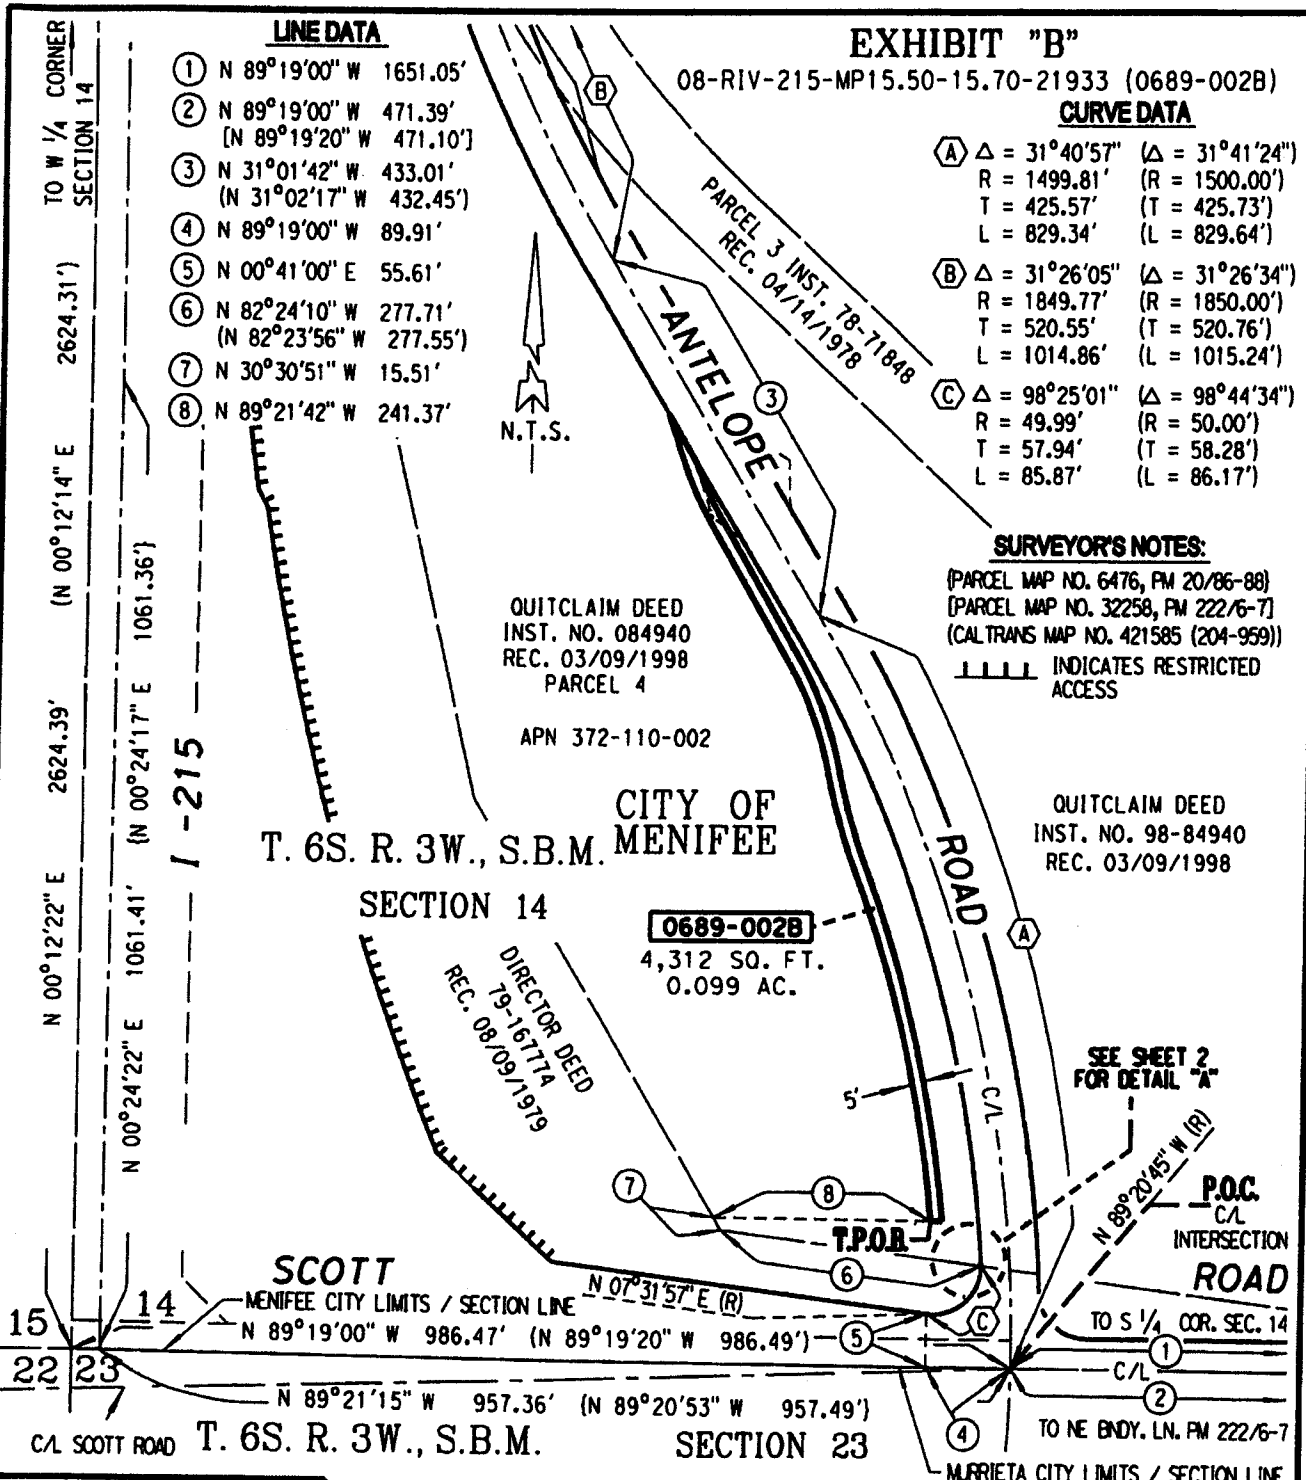 EXHIBIT "B"
08-RIV-215-MP15.50-15.70-21933 (0689-002B)
LINE DATA
1 N 89°19'00" W 1651.05'
2 N 89°19'00" W 471.39'
[N 89°19'20" W 471.10']
3 N 31°01'42" W 433.01'
(N 31°02'17" W 432.45')
4 N 89°19'00" W 89.91'
5 N 00°41'00" E 55.61'
6 N 82°24'10" W 277.71'
(N 82°23'56" W 277.55')
7 N 30°30'51" W 15.51'
8 N 89°21'42" W 241.37'
CURVE DATA
A Δ = 31°40'57" (Δ = 31°41'24")
R = 1499.81' (R = 1500.00')
T = 425.57' (T = 425.73')
L = 829.34' (L = 829.64')
B Δ = 31°26'05" (Δ = 31°26'34")
R = 1849.77' (R = 1850.00')
T = 520.55' (T = 520.76')
L = 1014.86' (L = 1015.24')
C Δ = 98°25'01" (Δ = 98°44'34")
R = 49.99' (R = 50.00')
T = 57.94' (T = 58.28')
L = 85.87' (L = 86.17')
SURVEYOR'S NOTES:
{PARCEL MAP NO. 6476, PM 20/86-88}
[PARCEL MAP NO. 32258, PM 222/6-7]
(CALTRANS MAP NO. 421585 (204-959))
INDICATES RESTRICTED
ACCESS
TO W 1/4 CORNER
SECTION 14
(N 00°12'14" E 2624.31')
N 00°12'22" E 2624.39'
{N 00°24'17" E 1061.36'}
N 00°24'22" E 1061.41'
I-215
N.T.S.
B
PARCEL 3 INST. 78-71848
REC. 04/14/1978
ANTELOPE
3
QUITCLAIM DEED
INST. NO. 084940
REC. 03/09/1998
PARCEL 4
APN 372-110-002
CITY OF
MENIFEE
T. 6S. R. 3W., S.B.M.
SECTION 14
QUITCLAIM DEED
INST. NO. 98-84940
REC. 03/09/1998
ROAD
A
0689-002B
4,312 SQ. FT.
0.099 AC.
DIRECTOR DEED
79-167774
REC. 08/09/1979
5'
C/L
SEE SHEET 2
FOR DETAIL "A"
N 89°20'45" W (R)
P.O.C.
C/L
INTERSECTION
7
8
T.P.O.B.
6
SCOTT
ROAD
N 07°31'57" E (R)
MENIFEE CITY LIMITS / SECTION LINE
N 89°19'00" W 986.47' (N 89°19'20" W 986.49')
5
C
TO S 1/4 COR. SEC. 14
1
15
14
22
23
C/L
2
N 89°21'15" W 957.36' (N 89°20'53" W 957.49')
4
TO NE BNDY. LN. PM 222/6-7
C/L SCOTT ROAD
T. 6S. R. 3W., S.B.M.
SECTION 23
MURRIETA CITY LIMITS / SECTION LINE